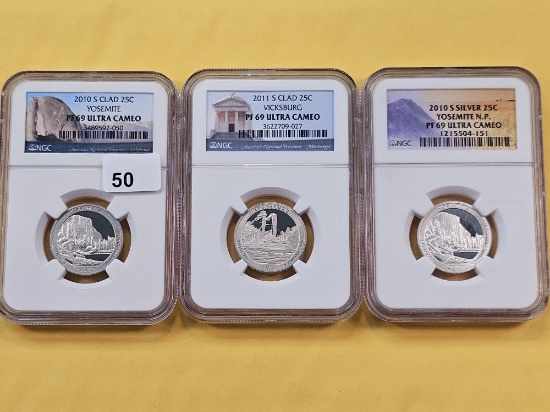 2010 S CLAD 25C
YOSEMITE
PF 69 ULTRA CAMEO
3489597-050
NGC
50
2011 S CLAD 25C
VICKSBURG
PF 69 ULTRA CAMEO
3622709-027
NGC
2010 S SILVER 25C
YOSEMITE N.P.
PF 69 ULTRA CAMEO
1215504-151
NGC